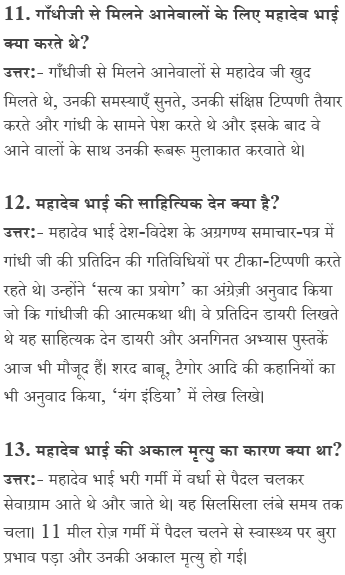 11. गाँधीजी से मिलने आनेवालों के लिए महादेव भाई
क्या करते थे?
उत्तर:- गाँधीजी से मिलने आनेवालों से महादेव जी खुद
मिलते थे, उनकी समस्याएँ सुनते, उनकी संक्षिप्त टिप्पणी तैयार
करते और गांधी के सामने पेश करते थे और इसके बाद वे
आने वालों के साथ उनकी रूबरू मुलाकात करवाते थे।
12. महादेव भाई की साहित्यिक देन क्या है?
उत्तर:- महादेव भाई देश-विदेश के अग्रगण्य समाचार-पत्र में
गांधी जी की प्रतिदिन की गतिविधियों पर टीका-टिप्पणी करते
रहते थे। उन्होंने ‘सत्य का प्रयोग’ का अंग्रेज़ी अनुवाद किया
जो कि गांधीजी की आत्मकथा थी। वे प्रतिदिन डायरी लिखते
थे यह साहित्यक देन डायरी और अनगिनत अभ्यास पुस्तकें
आज भी मौजूद हैं। शरद बाबू, टैगोर आदि की कहानियों का
भी अनुवाद किया, ‘यंग इंडिया’ में लेख लिखे।
13. महादेव भाई की अकाल मृत्यु का कारण क्या था?
उत्तर:- महादेव भाई भरी गर्मी में वर्धा से पैदल चलकर
सेवाग्राम आते थे और जाते थे। यह सिलसिला लंबे समय तक
चला। 11 मील रोज़ गर्मी में पैदल चलने से स्वास्थ्य पर बुरा
प्रभाव पड़ा और उनकी अकाल मृत्यु हो गई।